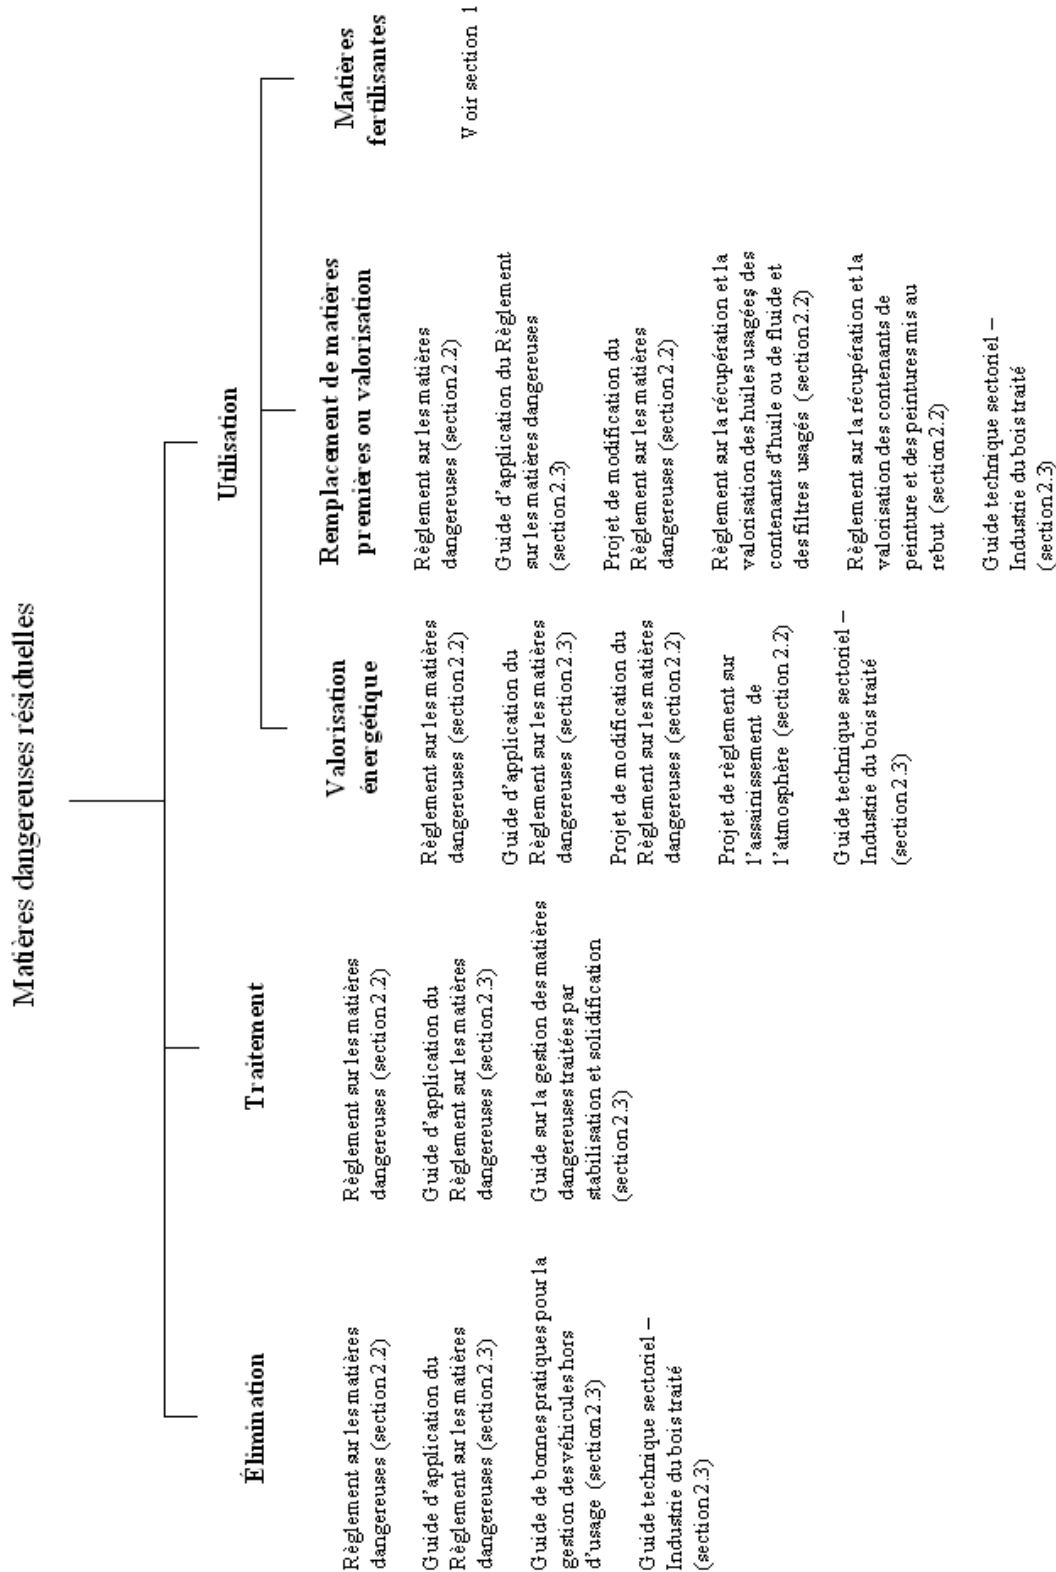 Matières dangereuses résiduelles
Élimination
Règlement sur les matières
dangereuses (section 2.2)
Guide d'application du
Règlement sur les matières
dangereuses (section 2.3)
Guide de bonnes pratiques pour la
gestion des véhicules hors
d'usage (section 2.3)
Guide technique sectoriel –
Industrie du bois traité
(section 2.3)
Traitement
Règlement sur les matières
dangereuses (section 2.2)
Guide d'application du
Règlement sur les matières
dangereuses (section 2.3)
Guide sur la gestion des matières
dangereuses traitées par
stabilisation et solidification
(section 2.3)
Utilisation
Valorisation
énergétique
Règlement sur les matières
dangereuses (section 2.2)
Guide d'application du
Règlement sur les matières
dangereuses (section 2.3)
Projet de modification du
Règlement sur les matières
dangereuses (section 2.2)
Projet de règlement sur
l'assainissement de
l'atmosphère (section 2.2)
Guide technique sectoriel –
Industrie du bois traité
(section 2.3)
Remplacement de matières
premières ou valorisation
Règlement sur les matières
dangereuses (section 2.2)
Guide d'application du Règlement
sur les matières dangereuses
(section 2.3)
Projet de modification du
Règlement sur les matières
dangereuses (section 2.2)
Règlement sur la récupération et la
valorisation des huiles usagées, des
contenants d'huile ou de fluide et
des filtres usagés (section 2.2)
Règlement sur la récupération et la
valorisation des contenants de
peinture et des peintures mis au
rebut (section 2.2)
Guide technique sectoriel –
Industrie du bois traité
(section 2.3)
Matières
fertilisantes
Voir section 1